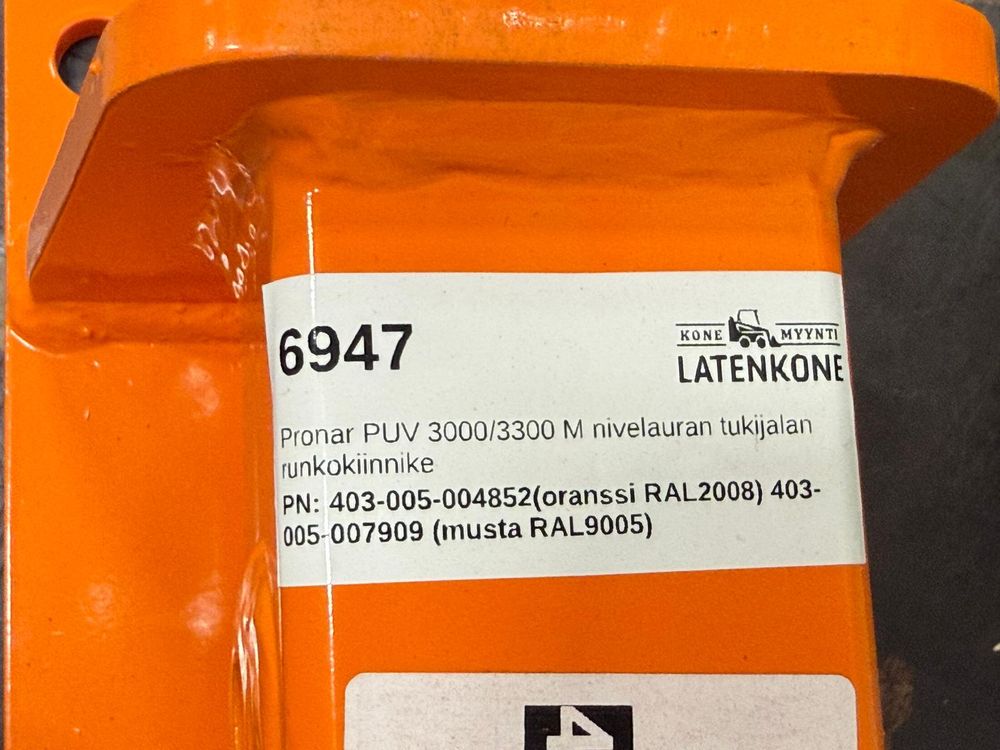 6947
KONE MYYNTI
LATENKONE
Pronar PUV 3000/3300 M nivelauran tukijalan
runkokiinnike
PN: 403-005-004852(oranssi RAL2008) 403-
005-007909 (musta RAL9005)
4